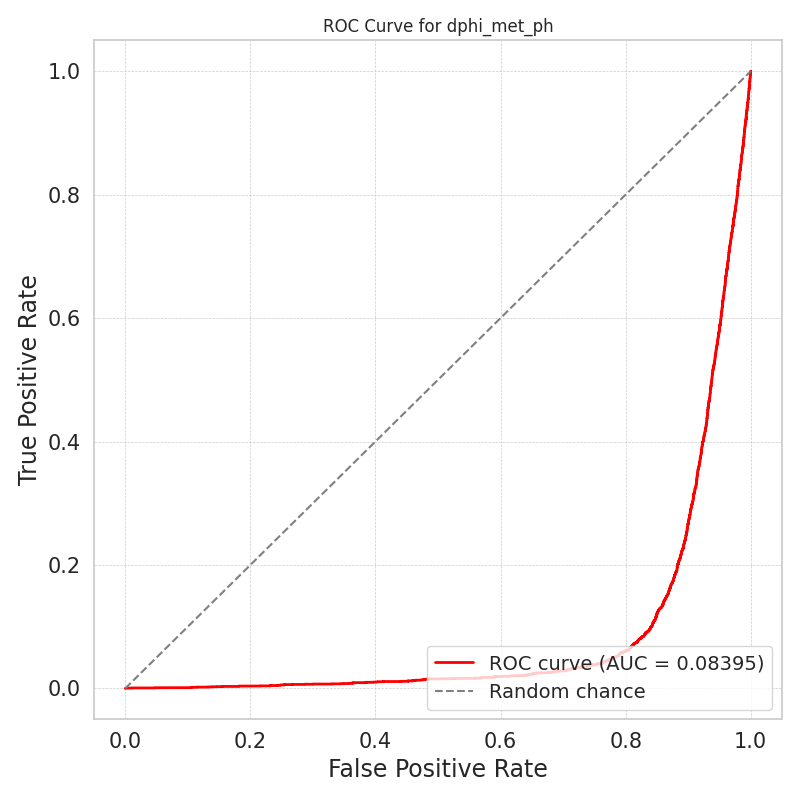 ROC Curve for dphi_met_ph
True Positive Rate
1.0
0.8
0.6
0.4
0.2
0.0
ROC curve (AUC = 0.08395)
Random chance
0.0 0.2 0.4 0.6 0.8 1.0
False Positive Rate